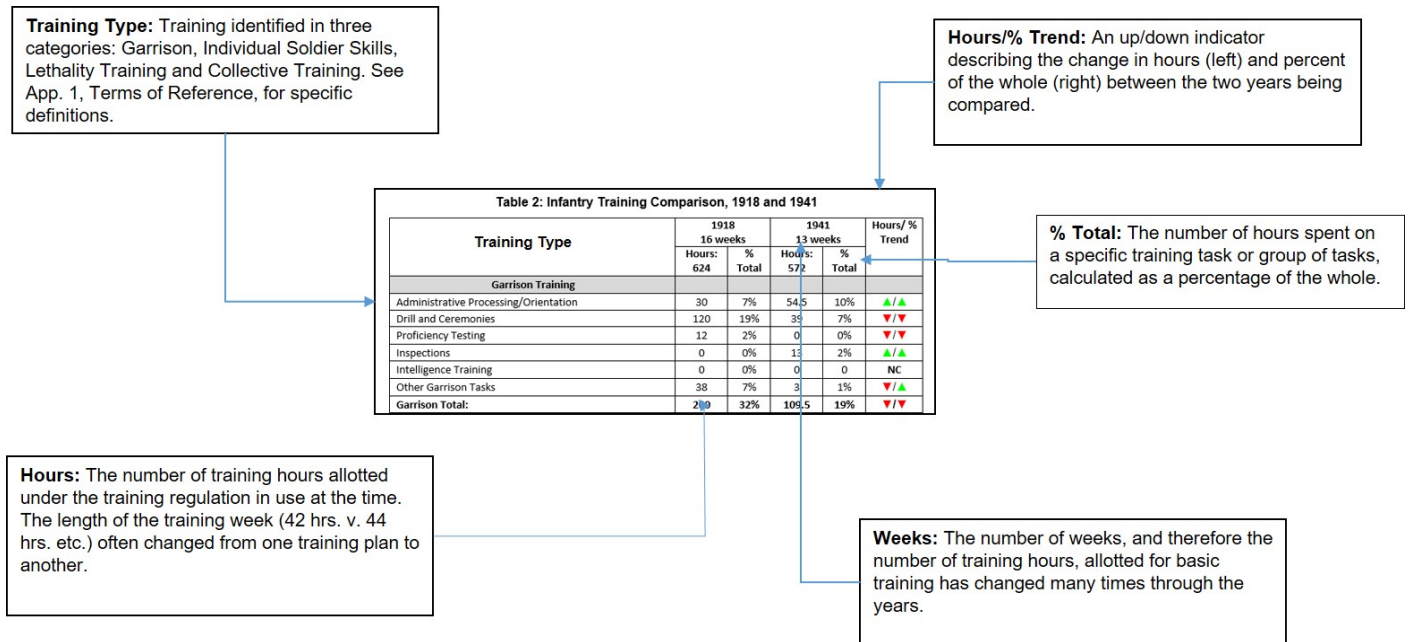 Training Type: Training identified in three
categories: Garrison, Individual Soldier Skills,
Lethality Training and Collective Training. See
App. 1, Terms of Reference, for specific
definitions.
Hours/% Trend: An up/down indicator
describing the change in hours (left) and percent
of the whole (right) between the two years being
compared.
Table 2: Infantry Training Comparison, 1918 and 1941
Training Type
1918
16 weeks
1941
13 weeks
Hours/ %
Trend
Hours:
624
%
Total
Hours:
572
%
Total
Garrison Training
Administrative Processing/Orientation 30 7% 54.5 10% ▲/▲
Drill and Ceremonies 120 19% 39 7% ▼/▼
Proficiency Testing 12 2% 0 0% ▼/▼
Inspections 0 0% 13 2% ▲/▲
Intelligence Training 0 0% 0 0 NC
Other Garrison Tasks 38 7% 3 1% ▼/▲
Garrison Total: 32% 109.5 19% ▼/▼
% Total: The number of hours spent on
a specific training task or group of tasks,
calculated as a percentage of the whole.
Hours: The number of training hours allotted
under the training regulation in use at the time.
The length of the training week (42 hrs. v. 44
hrs. etc.) often changed from one training plan to
another.
Weeks: The number of weeks, and therefore the
number of training hours, allotted for basic
training has changed many times through the
years.